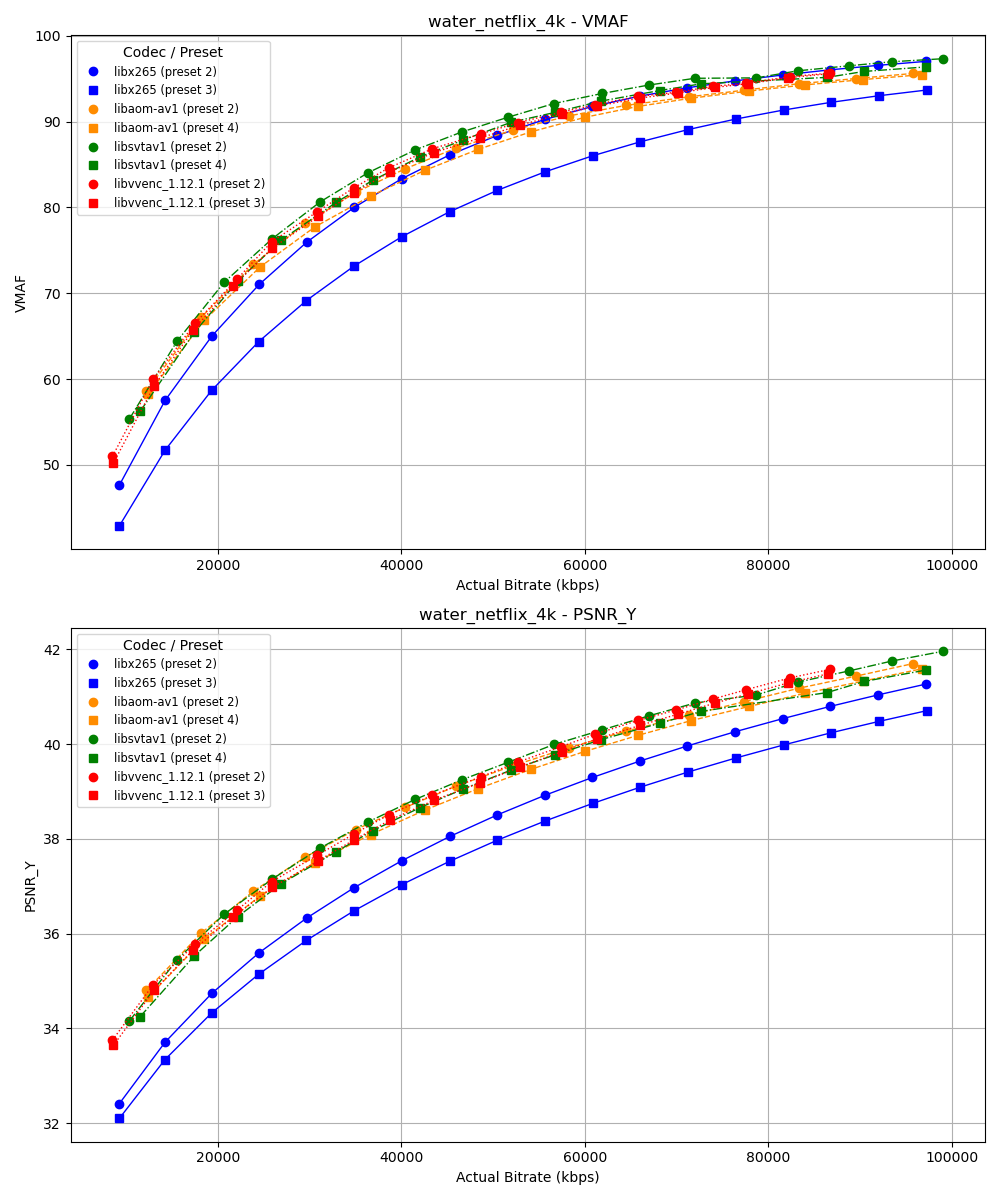 water_netflix_4k - VMAF
Codec / Preset
libx265 (preset 2)
libx265 (preset 3)
libaom-av1 (preset 2)
libaom-av1 (preset 4)
libsvtav1 (preset 2)
libsvtav1 (preset 4)
libvvenc_1.12.1 (preset 2)
libvvenc_1.12.1 (preset 3)
100
90
80
70
60
50
VMAF
20000 40000 60000 80000 100000
Actual Bitrate (kbps)
water_netflix_4k - PSNR_Y
Codec / Preset
libx265 (preset 2)
libx265 (preset 3)
libaom-av1 (preset 2)
libaom-av1 (preset 4)
libsvtav1 (preset 2)
libsvtav1 (preset 4)
libvvenc_1.12.1 (preset 2)
libvvenc_1.12.1 (preset 3)
42
40
38
36
34
32
PSNR_Y
20000 40000 60000 80000 100000
Actual Bitrate (kbps)